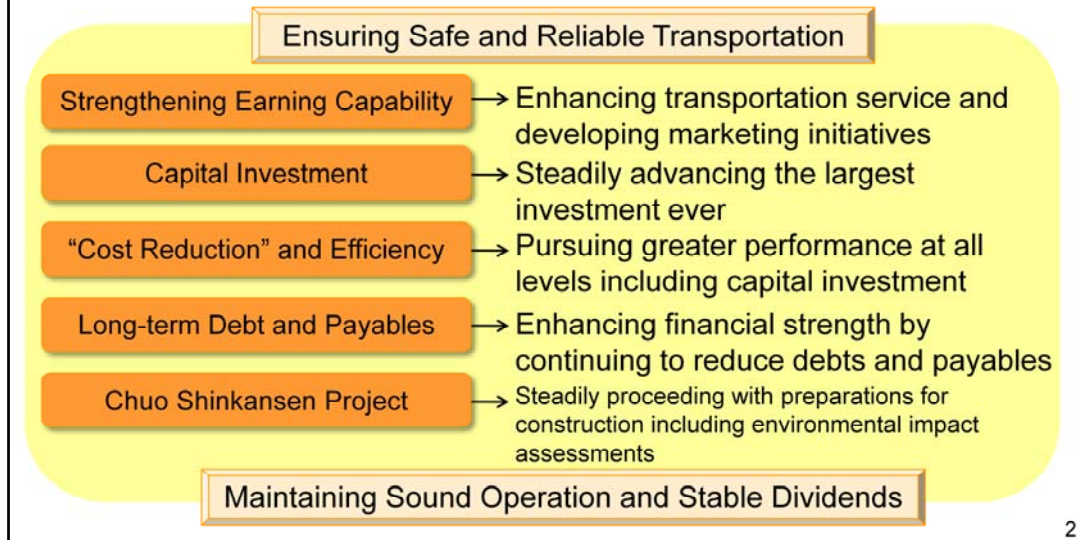 Ensuring Safe and Reliable Transportation
Strengthening Earning Capability → Enhancing transportation service and
developing marketing initiatives
Capital Investment → Steadily advancing the largest
investment ever
“Cost Reduction” and Efficiency → Pursuing greater performance at all
levels including capital investment
Long-term Debt and Payables → Enhancing financial strength by
continuing to reduce debts and payables
Chuo Shinkansen Project → Steadily proceeding with preparations for
construction including environmental impact
assessments
Maintaining Sound Operation and Stable Dividends
2